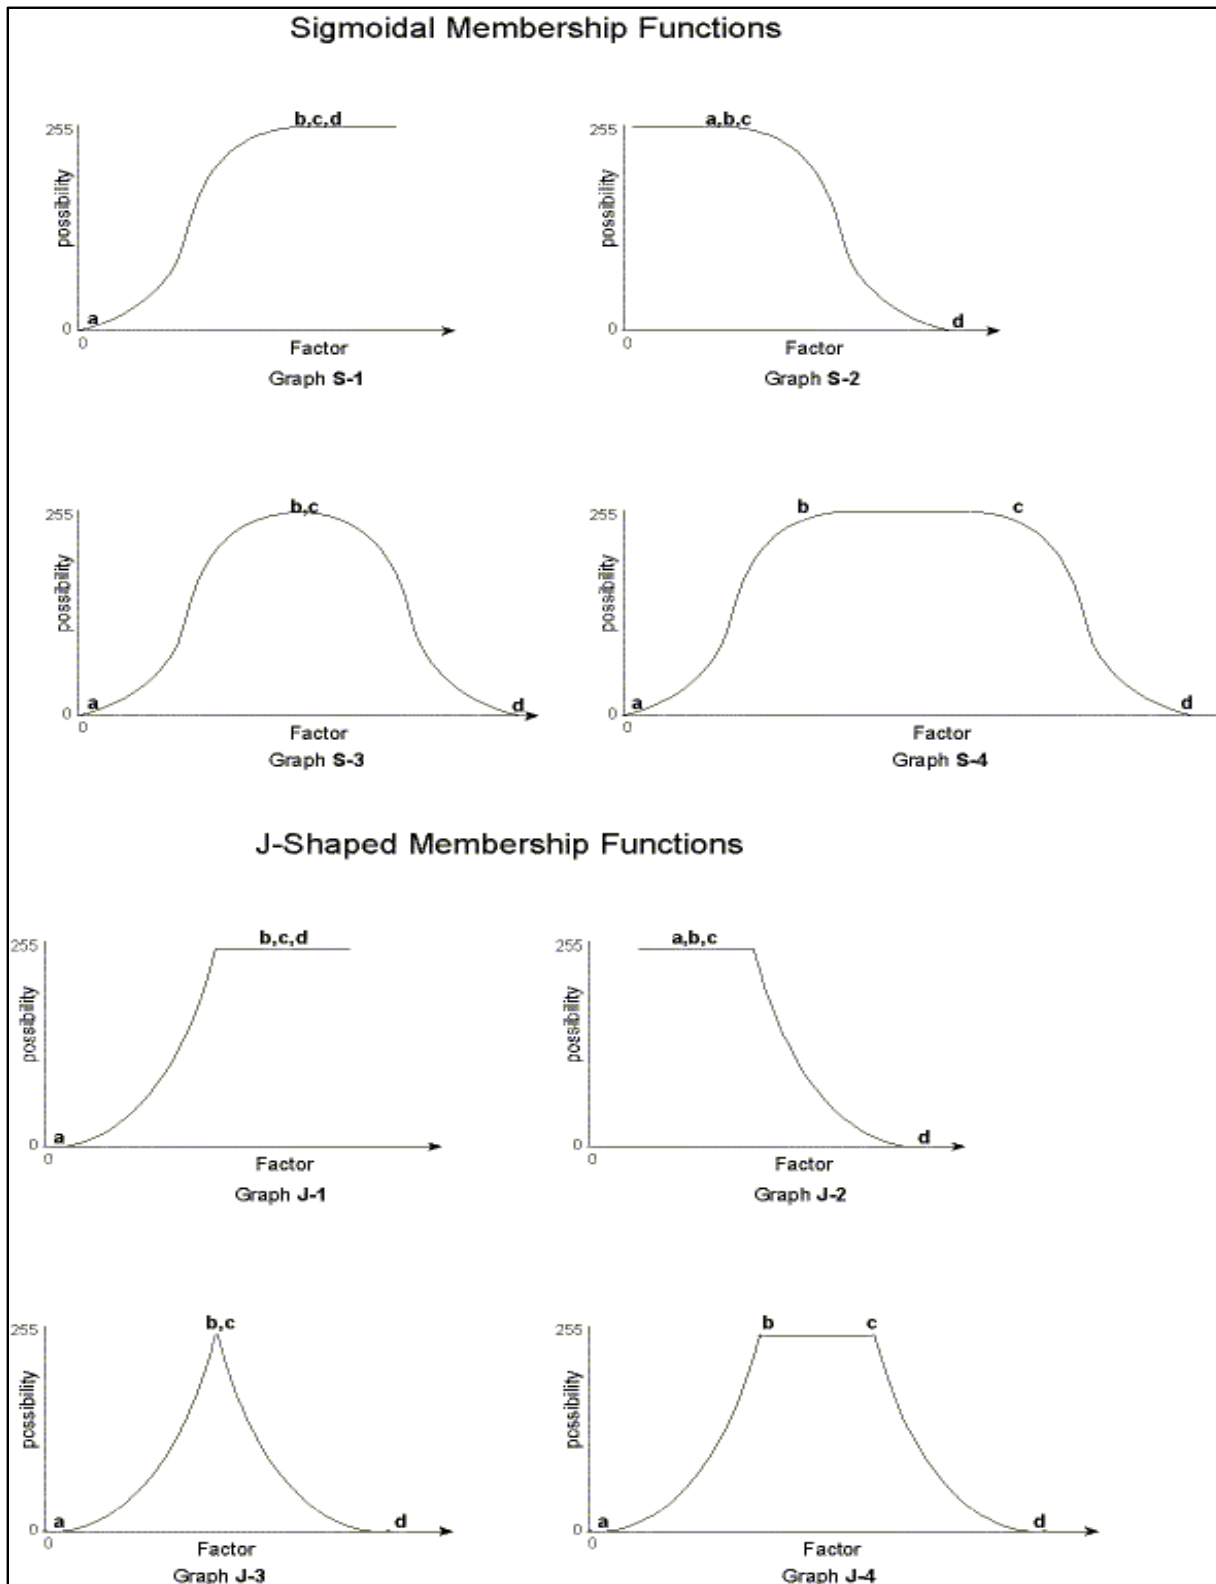 Sigmoidal Membership Functions
b,c,d
255
possibility
a
0
0
Factor
Graph S-1
a,b,c
255
possibility
d
0
0
Factor
Graph S-2
b,c
255
possibility
a
d
0
0
Factor
Graph S-3
b
c
255
possibility
a
d
0
0
Factor
Graph S-4
J-Shaped Membership Functions
b,c,d
255
possibility
a
0
0
Factor
Graph J-1
a,b,c
255
possibility
d
0
0
Factor
Graph J-2
b,c
255
possibility
a
d
0
0
Factor
Graph J-3
b
c
255
possibility
a
d
0
0
Factor
Graph J-4